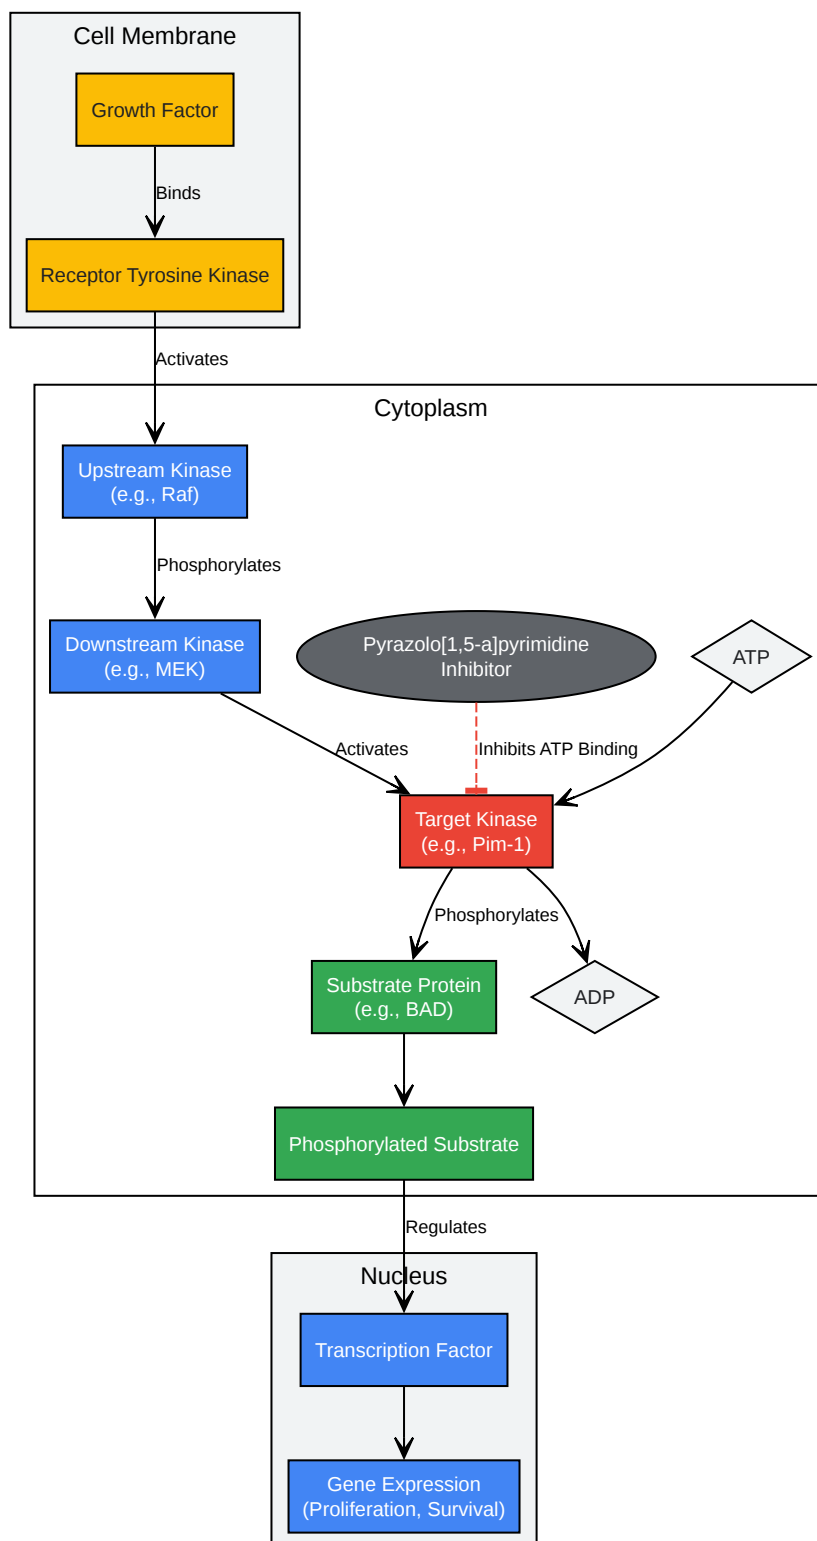 Cell Membrane
Growth Factor
Binds
Receptor Tyrosine Kinase
Activates
Cytoplasm
Upstream Kinase
(e.g., Raf)
Phosphorylates
Downstream Kinase
(e.g., MEK)
Pyrazolo[1,5-a]pyrimidine
Inhibitor
ATP
Activates
Inhibits ATP Binding
Target Kinase
(e.g., Pim-1)
Phosphorylates
Substrate Protein
(e.g., BAD)
ADP
Phosphorylated Substrate
Regulates
Nucleus
Transcription Factor
Gene Expression
(Proliferation, Survival)